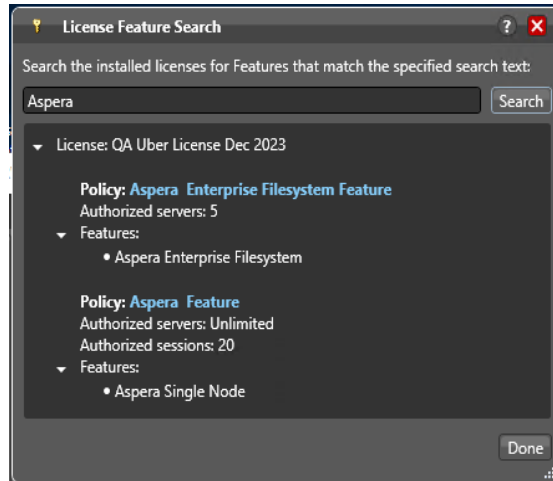 License Feature Search
?
X
Search the installed licenses for Features that match the specified search text:
Aspera
Search
License: QA Uber License Dec 2023
Policy: Aspera Enterprise Filesystem Feature
Authorized servers: 5
Features:
• Aspera Enterprise Filesystem
Policy: Aspera Feature
Authorized servers: Unlimited
Authorized sessions: 20
Features:
• Aspera Single Node
Done